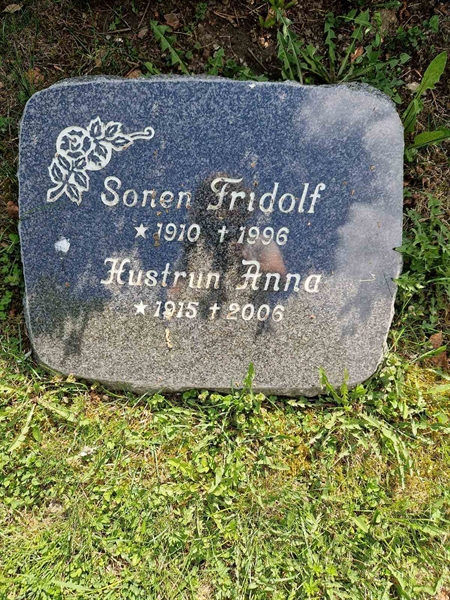 Sonen Fridolf
★ 1910 † 1996
Hustrun Anna
★ 1915 † 2006